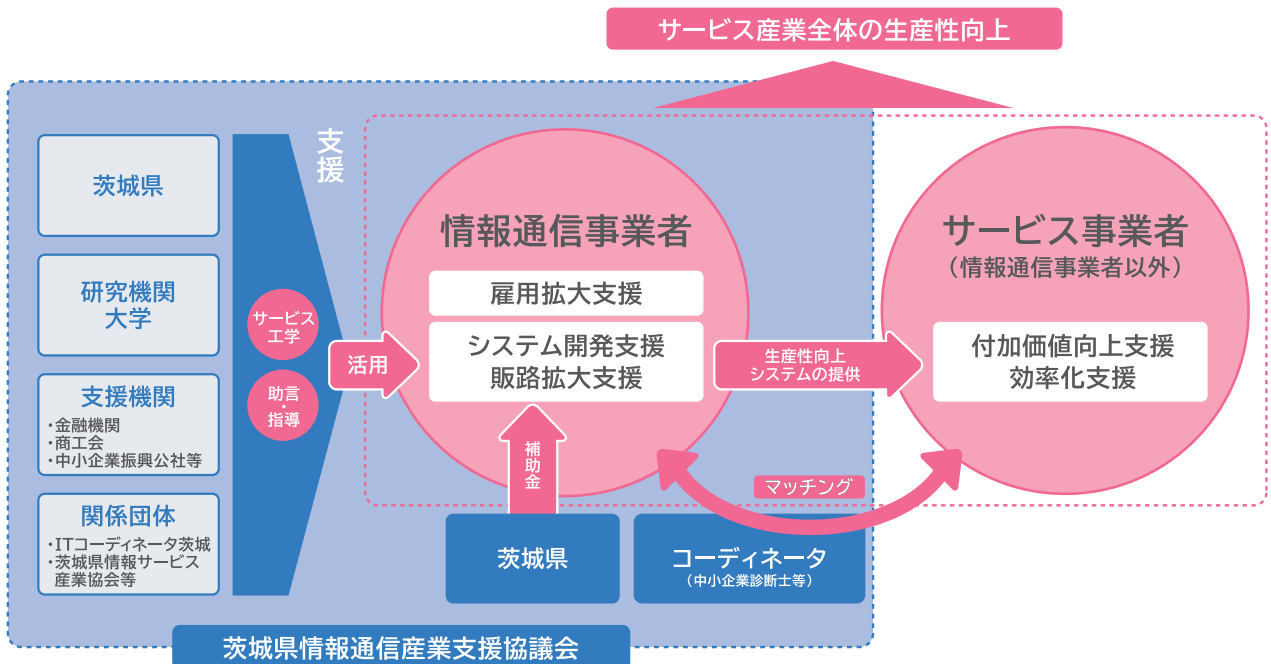 サービス産業全体の生産性向上
茨城県
研究機関
大学
支援機関
・金融機関
・商工会
・中小企業振興公社等
関係団体
・ITコーディネータ茨城
・茨城県情報サービス
産業協会等
支援
サービス
工学
助言
・
指導
活用
情報通信事業者
雇用拡大支援
システム開発支援
販路拡大支援
補助金
生産性向上
システムの提供
サービス事業者
（情報通信事業者以外）
付加価値向上支援
効率化支援
マッチング
茨城県
コーディネータ
（中小企業診断士等）
茨城県情報通信産業支援協議会